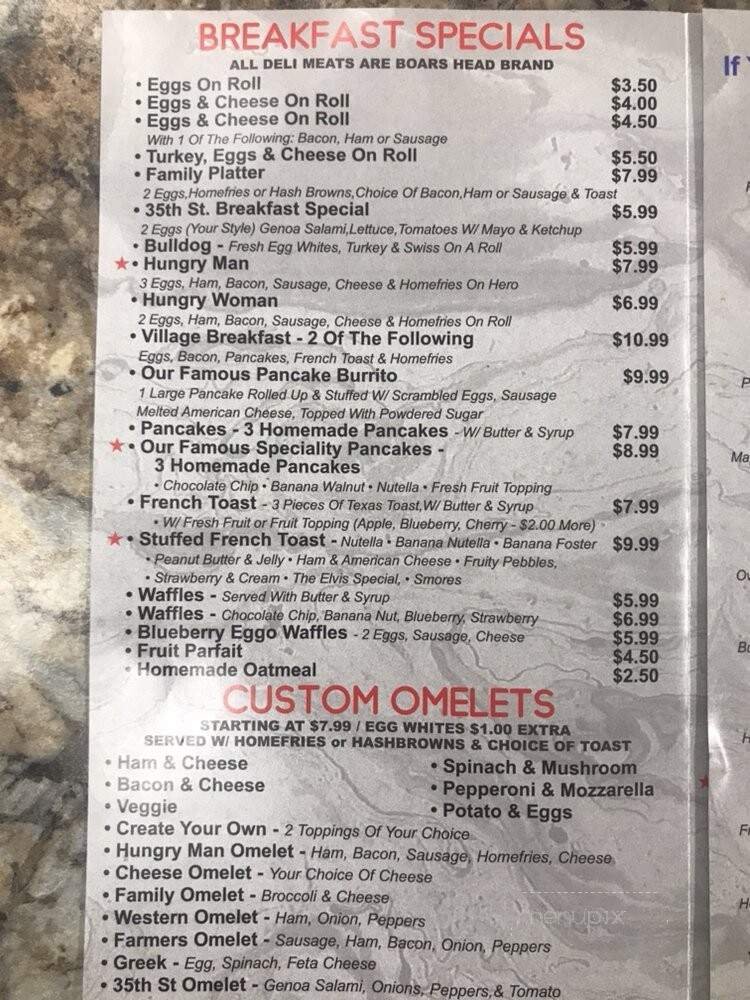 BREAKFAST SPECIALS
ALL DELI MEATS ARE BOARS HEAD BRAND
If
• Eggs On Roll $3.50
• Eggs & Cheese On Roll $4.00
• Eggs & Cheese On Roll $4.50
With 1 Of The Following: Bacon, Ham or Sausage
• Turkey, Eggs & Cheese On Roll $5.50
• Family Platter $7.99
2 Eggs,Homefries or Hash Browns,Choice Of Bacon,Ham or Sausage & Toast
• 35th St. Breakfast Special $5.99
2 Eggs (Your Style) Genoa Salami,Lettuce,Tomatoes W/ Mayo & Ketchup
• Bulldog - Fresh Egg Whites, Turkey & Swiss On A Roll $5.99
★• Hungry Man $7.99
3 Eggs, Ham, Bacon, Sausage, Cheese & Homefries On Hero
• Hungry Woman $6.99
2 Eggs, Ham, Bacon, Sausage, Cheese & Homefries On Roll
• Village Breakfast - 2 Of The Following $10.99
Eggs, Bacon, Pancakes, French Toast & Homefries
• Our Famous Pancake Burrito $9.99
1 Large Pancake Rolled Up & Stuffed W/ Scrambled Eggs, Sausage
Melted American Cheese, Topped With Powdered Sugar
• Pancakes - 3 Homemade Pancakes - W/ Butter & Syrup $7.99
★• Our Famous Speciality Pancakes - $8.99
3 Homemade Pancakes
• Chocolate Chip • Banana Walnut • Nutella • Fresh Fruit Topping
• French Toast - 3 Pieces Of Texas Toast,W/ Butter & Syrup $7.99
• W/ Fresh Fruit or Fruit Topping (Apple, Blueberry, Cherry - $2.00 More)
★• Stuffed French Toast - Nutella • Banana Nutella • Banana Foster $9.99
• Peanut Butter & Jelly • Ham & American Cheese • Fruity Pebbles,
• Strawberry & Cream • The Elvis Special, • Smores
• Waffles - Served With Butter & Syrup $5.99
• Waffles - Chocolate Chip, Banana Nut, Blueberry, Strawberry $6.99
• Blueberry Eggo Waffles - 2 Eggs, Sausage, Cheese $5.99
• Fruit Parfait $4.50
• Homemade Oatmeal $2.50
CUSTOM OMELETS
STARTING AT $7.99 / EGG WHITES $1.00 EXTRA
SERVED W/ HOMEFRIES or HASHBROWNS & CHOICE OF TOAST
• Ham & Cheese • Spinach & Mushroom
• Bacon & Cheese • Pepperoni & Mozzarella
• Veggie • Potato & Eggs
• Create Your Own - 2 Toppings Of Your Choice
• Hungry Man Omelet - Ham, Bacon, Sausage, Homefries, Cheese
• Cheese Omelet - Your Choice Of Cheese
• Family Omelet - Broccoli & Cheese
• Western Omelet - Ham, Onion, Peppers
• Farmers Omelet - Sausage, Ham, Bacon, Onion, Peppers
• Greek - Egg, Spinach, Feta Cheese
• 35th St Omelet - Genoa Salami, Onions, Peppers,& Tomato
menupix